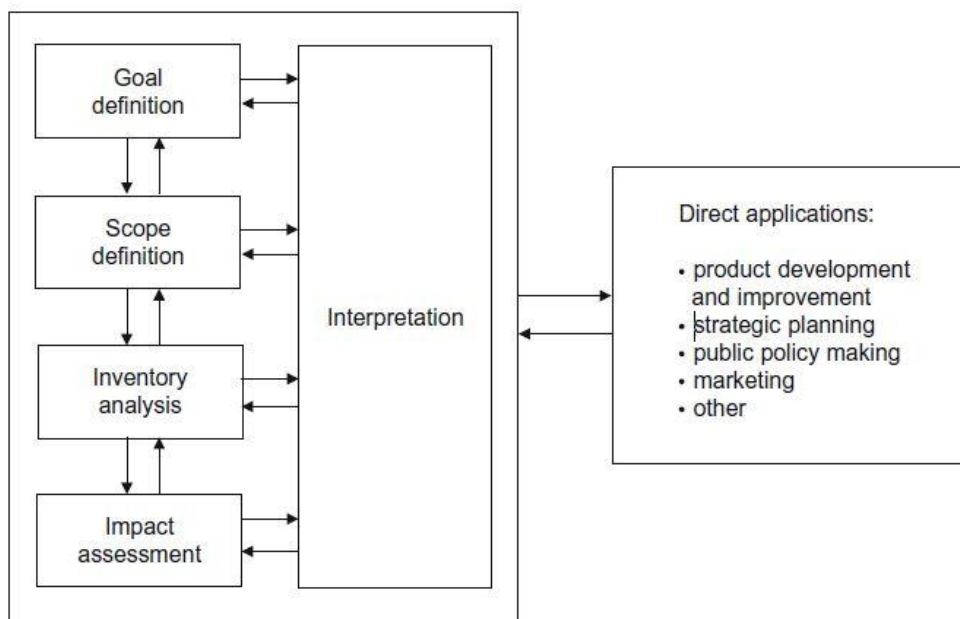 Goal
definition
Scope
definition
Inventory
analysis
Impact
assessment
Interpretation
Direct applications:
• product development
and improvement
• strategic planning
• public policy making
• marketing
• other